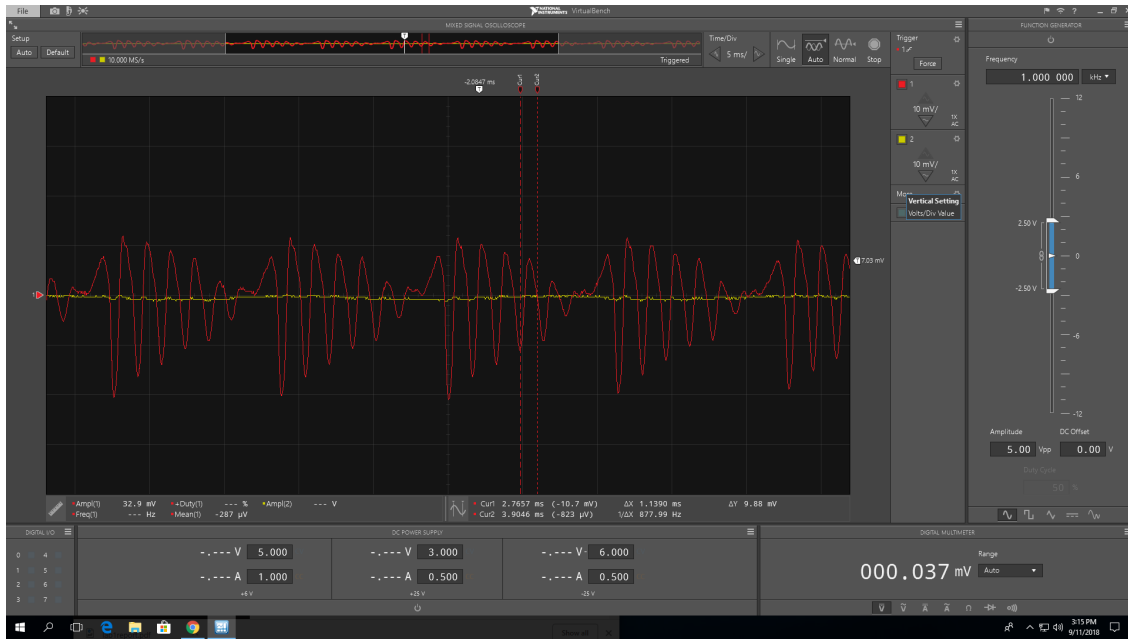 File
NATIONAL INSTRUMENTS VirtualBench
?
MIXED SIGNAL OSCILLOSCOPE
FUNCTION GENERATOR
Setup
Auto Default
10.000 MS/s
Triggered
T
Time/Div
5 ms/
Single Auto Normal Stop
Trigger
1
Force
-2.0847 ms
T
Cur1
Cur2
1
10 mV/
1X
AC
2
10 mV/
1X
AC
Vertical Setting
Volts/Div Value
1
T 7.03 mV
Frequency
1.000 000 kHz
12
6
2.50 V
0
-2.50 V
-6
-12
Amplitude DC Offset
5.00 Vpp 0.00 V
Duty Cycle
50 %
Ampl(1) 32.9 mV +Duty(1) --- % Ampl(2) --- V
Freq(1) --- Hz Mean(1) -287 µV
Cur1 2.7657 ms (-10.7 mV) ΔX 1.1390 ms ΔY 9.88 mV
Cur2 3.9046 ms (-823 µV) 1/ΔX 877.99 Hz
DIGITAL I/O
0 4
1 5
2 6
3 7
DC POWER SUPPLY
-.--- V 5.000
-.--- A 1.000
+6 V
-.--- V 3.000
-.--- A 0.500
+25 V
-.--- V- 6.000
-.--- A 0.500
-25 V
DIGITAL MULTIMETER
000.037 mV
Range
Auto
Show all X
3:15 PM
9/11/2018